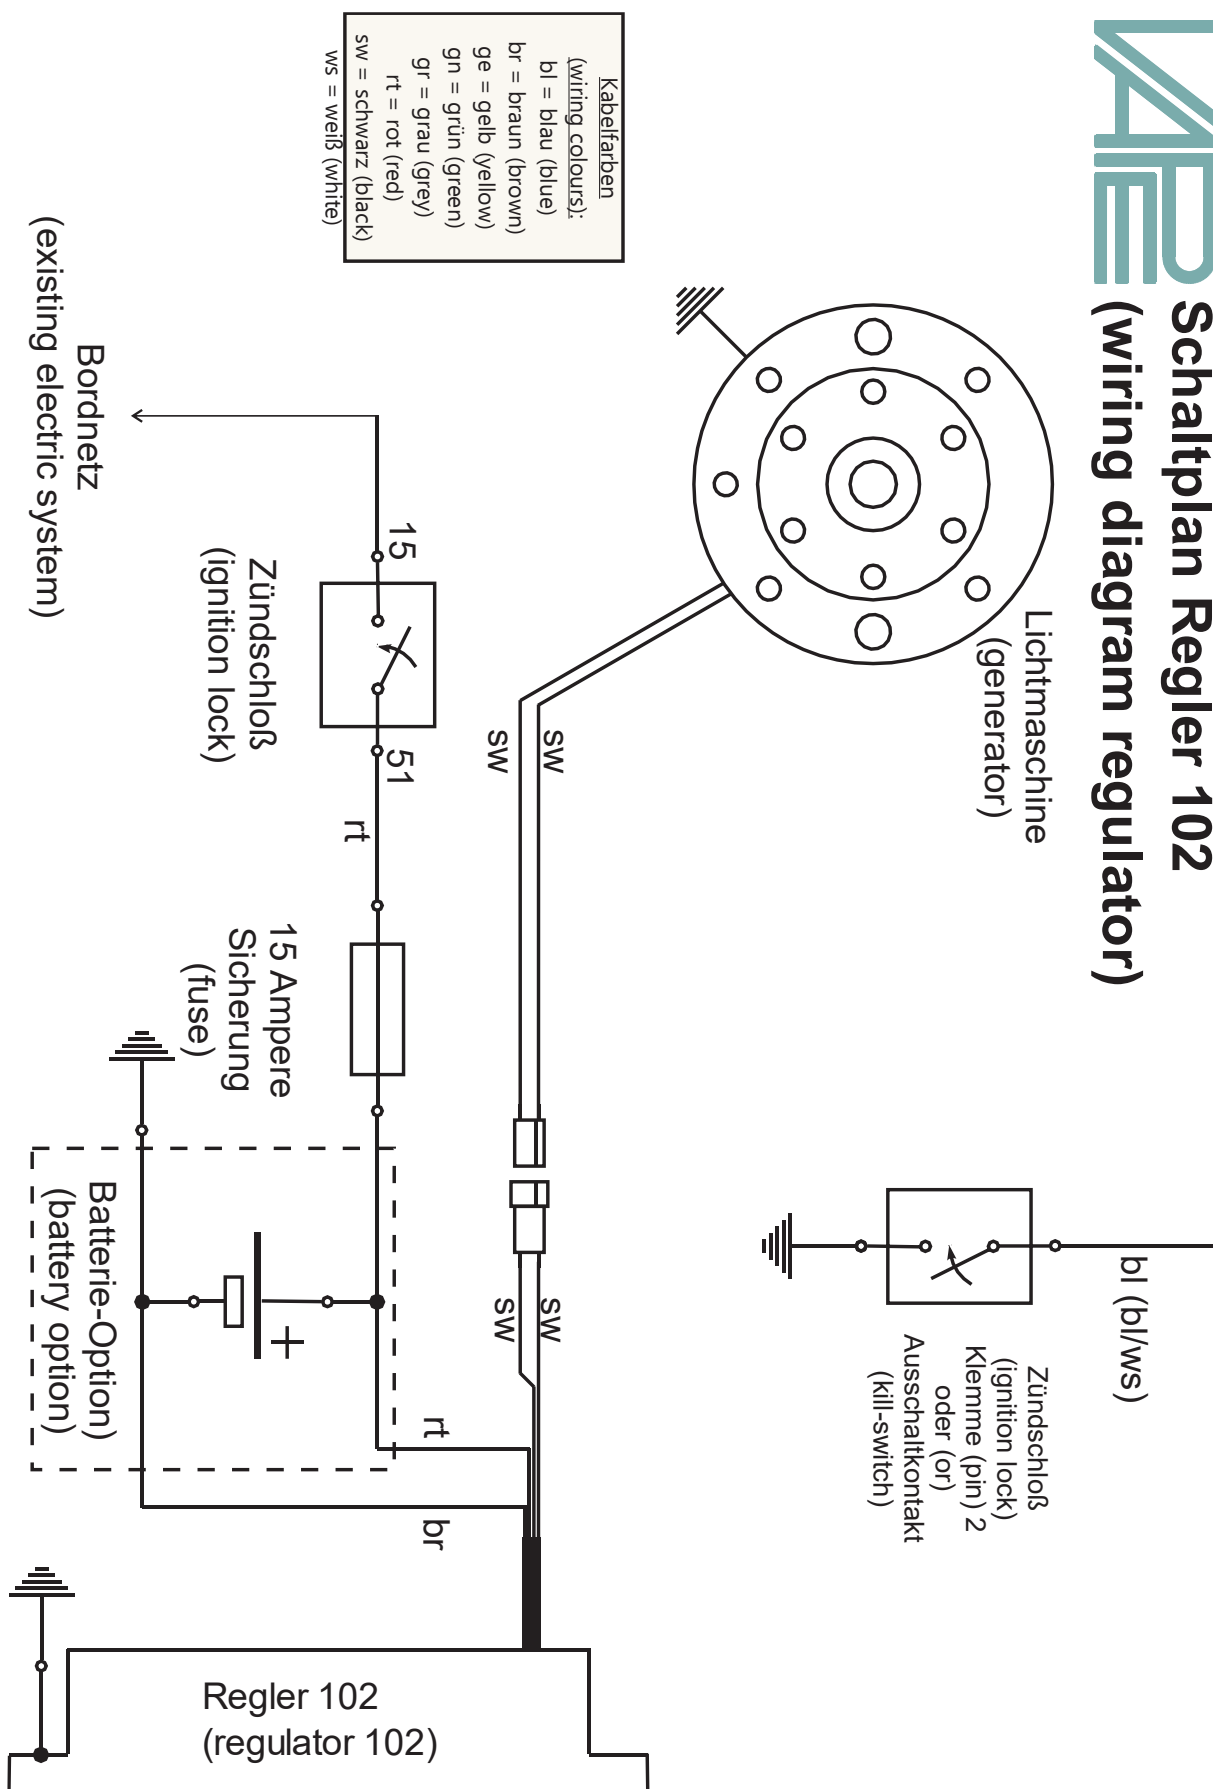 VAPE
Schaltplan Regler 102
(wiring diagram regulator)
Kabelfarben
(wiring colours):
bl = blau (blue)
br = braun (brown)
ge = gelb (yellow)
gn = grün (green)
gr = grau (grey)
rt = rot (red)
sw = schwarz (black)
ws = weiß (white)
Lichtmaschine
(generator)
sw
sw
sw
sw
bl (bl/ws)
Zündschloß
(ignition lock)
Klemme (pin) 2
oder (or)
Ausschaltkontakt
(kill-switch)
Bordnetz
(existing electric system)
15
51
Zündschloß
(ignition lock)
rt
15 Ampere
Sicherung
(fuse)
Batterie-Option)
(battery option)
+
rt
br
Regler 102
(regulator 102)